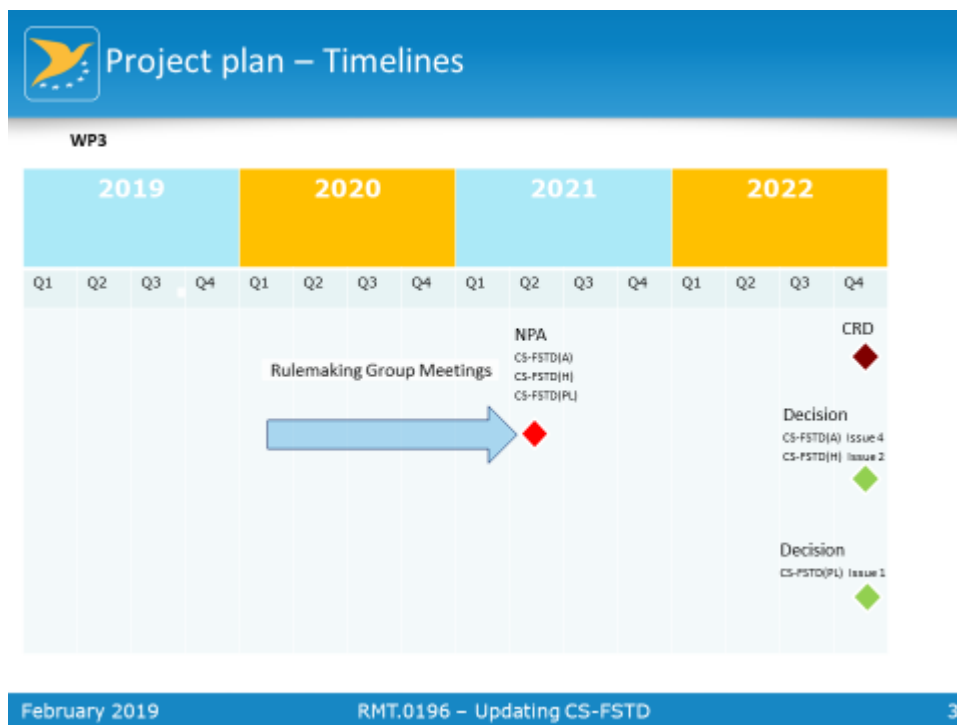 Project plan – Timelines
WP3
2019 2020 2021 2022
Q1 Q2 Q3 Q4 Q1 Q2 Q3 Q4 Q1 Q2 Q3 Q4 Q1 Q2 Q3 Q4
Rulemaking Group Meetings
NPA
CS-FSTD(A)
CS-FSTD(H)
CS-FSTD(PL)
CRD
Decision
CS-FSTD(A) Issue 4
CS-FSTD(H) Issue 2
Decision
CS-FSTD(PL) Issue 1
February 2019 RMT.0196 – Updating CS-FSTD 3